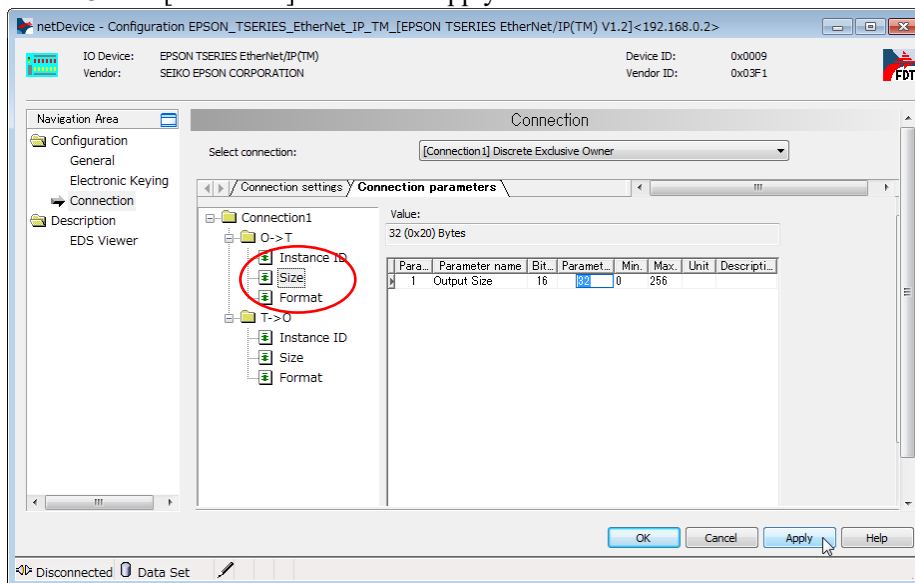 netDevice - Configuration EPSON_TSERIES_EtherNet_IP_TM_[EPSON TSERIES EtherNet/IP(TM) V1.2]<192.168.0.2>
IO Device: EPSON TSERIES EtherNet/IP(TM) Device ID: 0x0009
Vendor: SEIKO EPSON CORPORATION Vendor ID: 0x03F1
FDT
Navigation Area
Configuration
General
Electronic Keying
Connection
Description
EDS Viewer
Connection
Select connection: [Connection1] Discrete Exclusive Owner
Connection settings Connection parameters
Connection1
O->T
Instance ID
Size
Format
T->O
Instance ID
Size
Format
Value:
32 (0x20) Bytes
Para... Parameter name Bit... Paramet... Min. Max. Unit Descripti...
1 Output Size 16 32 0 256
OK Cancel Apply Help
Disconnected Data Set